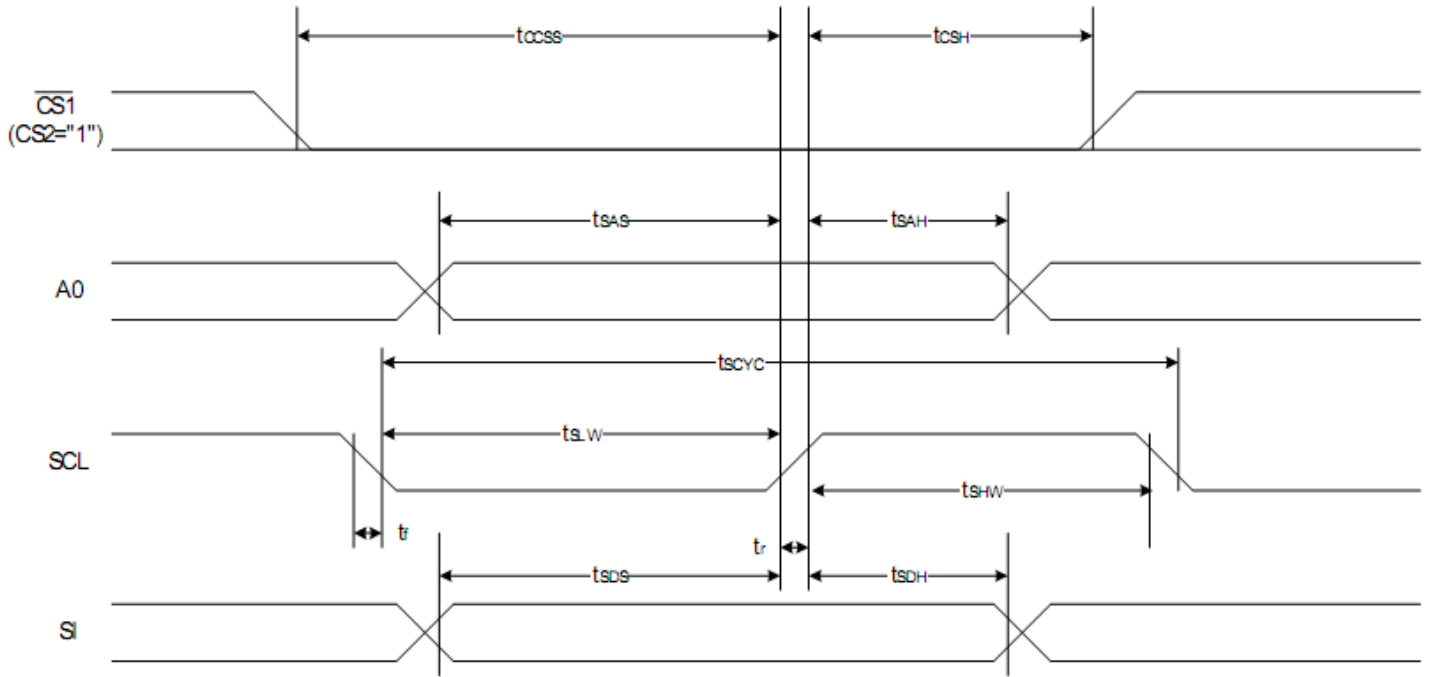 tCCSS
tCSH
CS1
(CS2="1")
tSAS
tSAH
A0
tSCYC
tSLW
SCL
tSHW
tf
tr
tSDS
tSDH
SI